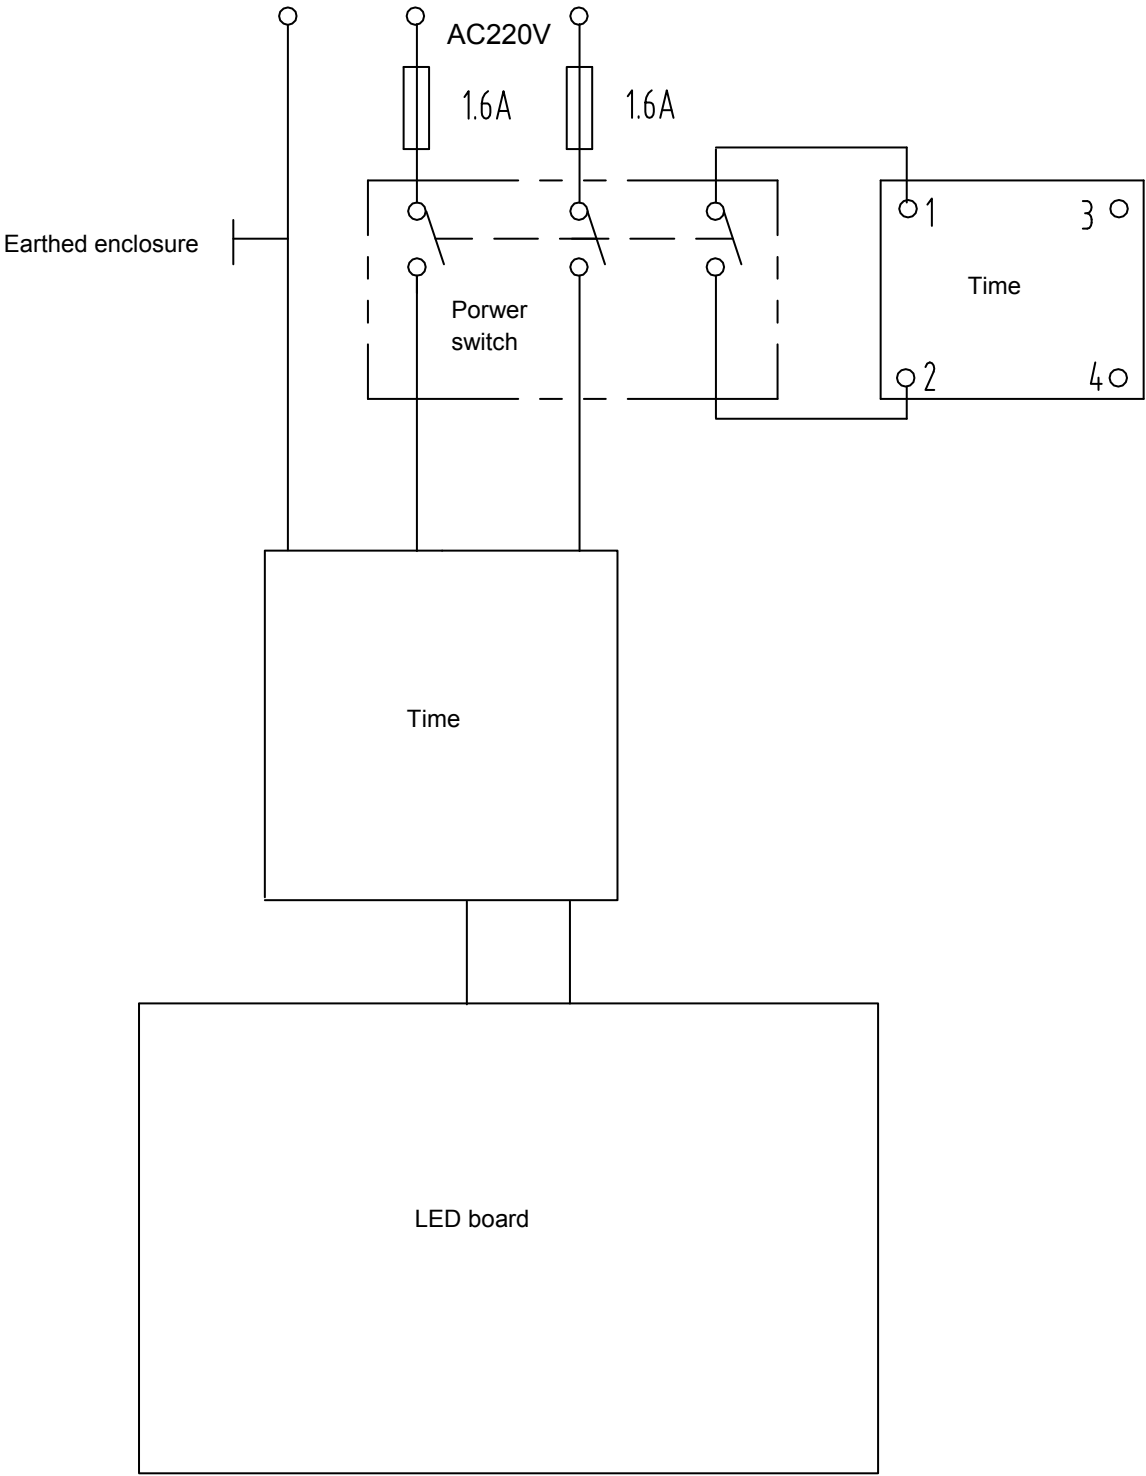 AC220V
1.6A
1.6A
1
3
Earthed enclosure
Time
Porwer
switch
2
4
Time
LED board